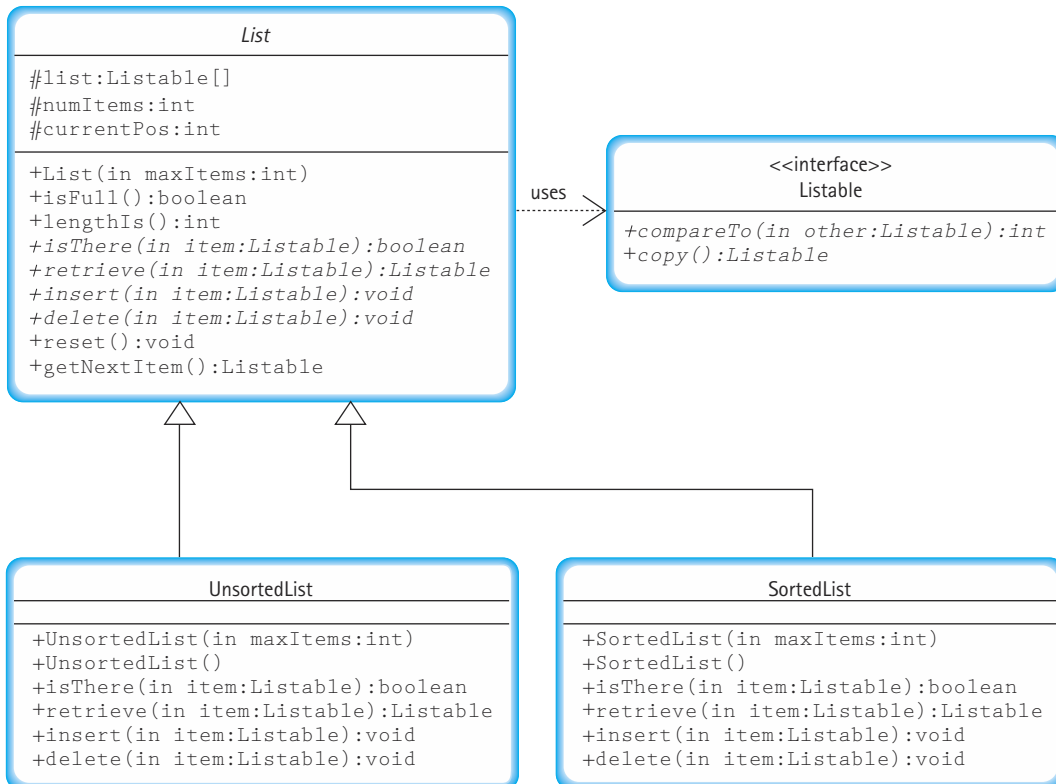 List
#list:Listable[]
#numItems:int
#currentPos:int
+List(in maxItems:int)
+isFull():boolean
+lengthIs():int
+isThere(in item:Listable):boolean
+retrieve(in item:Listable):Listable
+insert(in item:Listable):void
+delete(in item:Listable):void
+reset():void
+getNextItem():Listable
uses
<<interface>>
Listable
+compareTo(in other:Listable):int
+copy():Listable
UnsortedList
+UnsortedList(in maxItems:int)
+UnsortedList()
+isThere(in item:Listable):boolean
+retrieve(in item:Listable):Listable
+insert(in item:Listable):void
+delete(in item:Listable):void
SortedList
+SortedList(in maxItems:int)
+SortedList()
+isThere(in item:Listable):boolean
+retrieve(in item:Listable):Listable
+insert(in item:Listable):void
+delete(in item:Listable):void